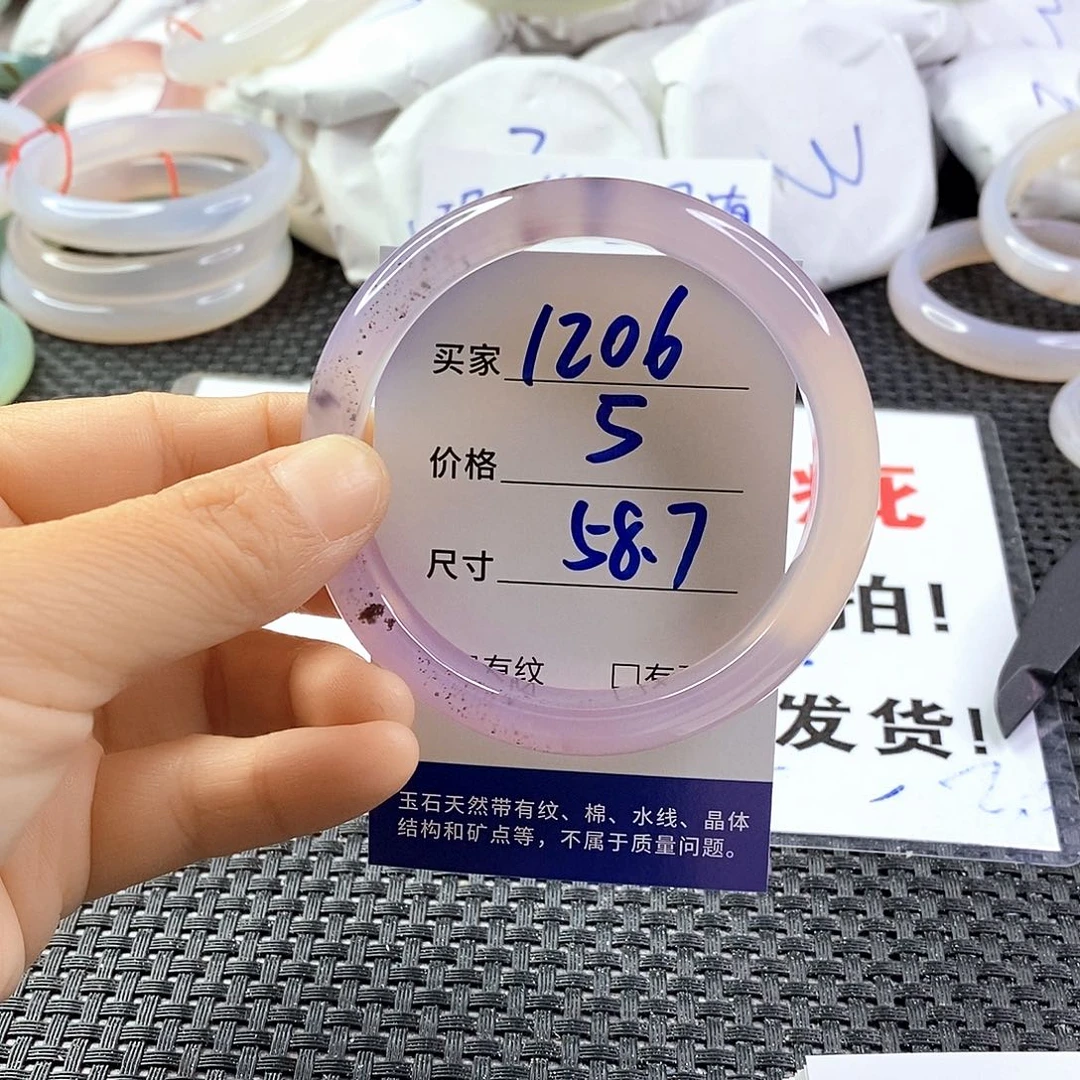 买家 1206
价格 5
尺寸 58.7
有纹 □有
玉石天然带有纹、棉、水线、晶体
结构和矿点等，不属于质量问题。
拍！
发货！